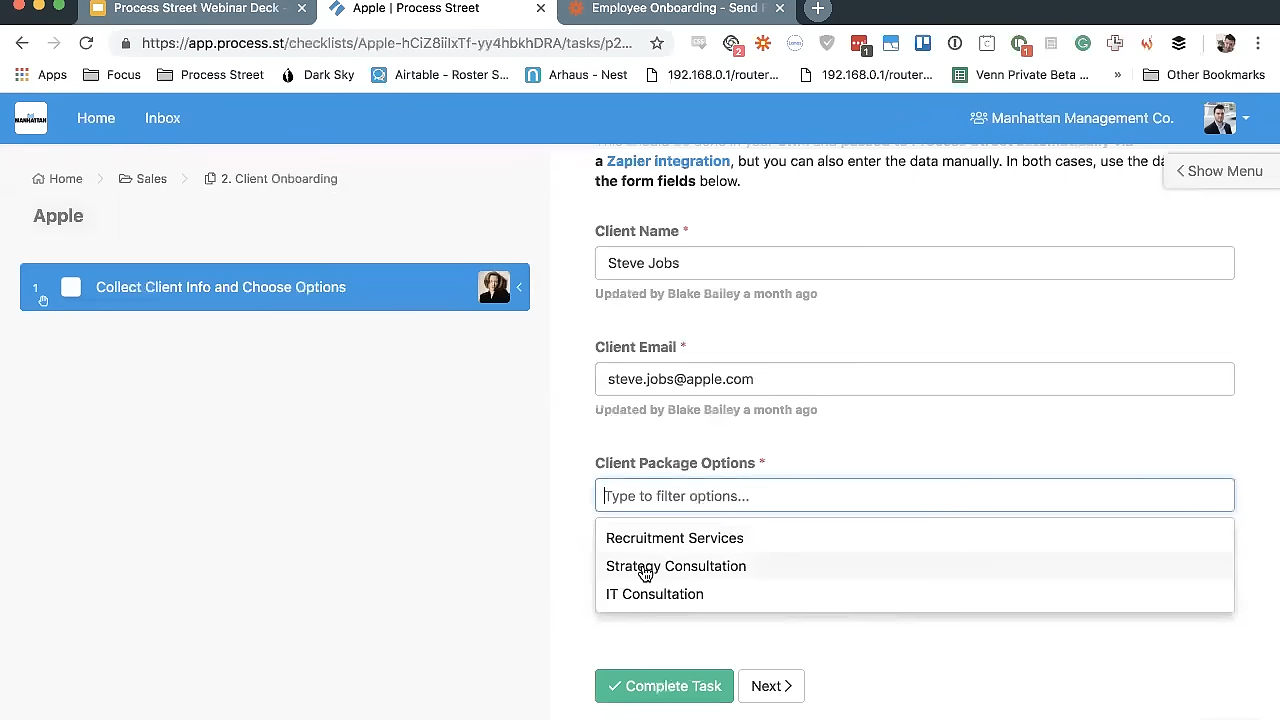 Process Street Webinar Deck -
Apple | Process Street
Employee Onboarding - Send
https://app.process.st/checklists/Apple-hCiZ8iiIxTf-yy4hbkhDRA/tasks/p2...
2
1
1
Apps
Focus
Process Street
Dark Sky
Airtable - Roster S...
Arhaus - Nest
192.168.0.1/router...
192.168.0.1/router...
Venn Private Beta ...
»
Other Bookmarks
MANHATTAN
Home
Inbox
Manhattan Management Co.
a Zapier integration, but you can also enter the data manually. In both cases, use the da
the form fields below.
Show Menu
Home
Sales
2. Client Onboarding
Apple
1
Collect Client Info and Choose Options
Client Name *
Steve Jobs
Updated by Blake Bailey a month ago
Client Email *
steve.jobs@apple.com
Updated by Blake Bailey a month ago
Client Package Options *
Type to filter options...
Recruitment Services
Strategy Consultation
IT Consultation
Complete Task
Next